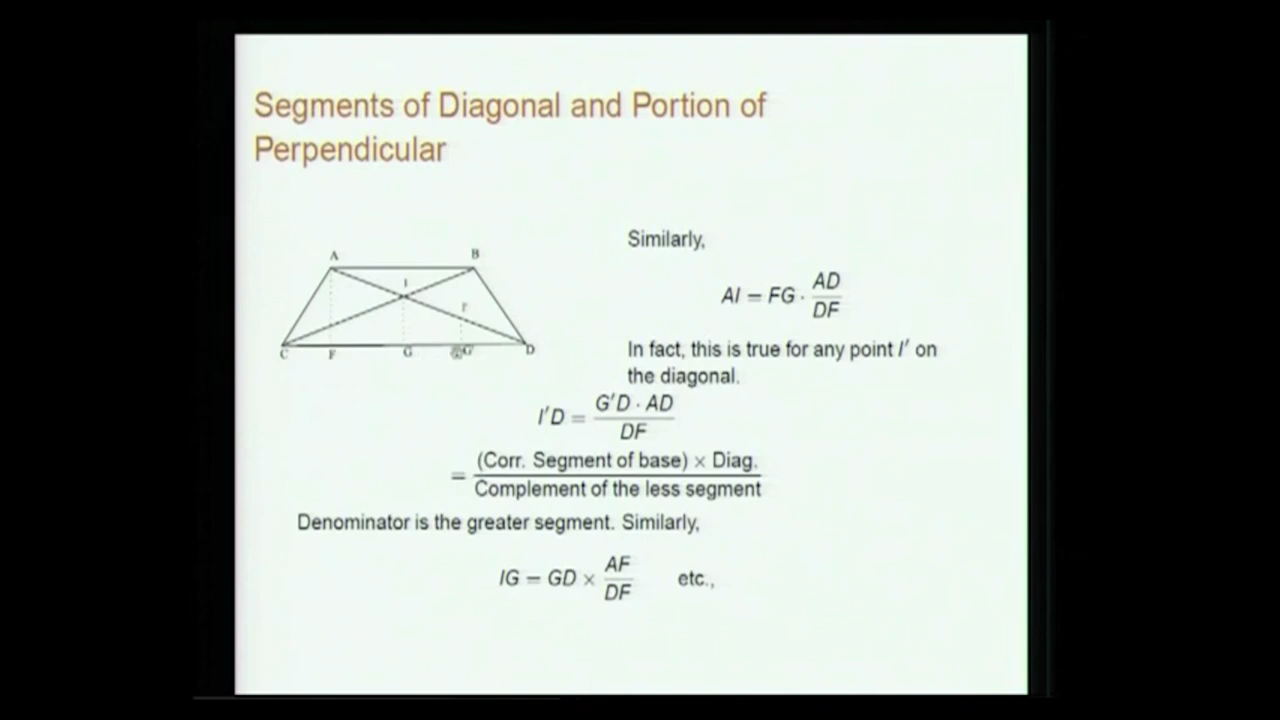 Segments of Diagonal and Portion of
Perpendicular
Similarly,
AI = FG · AD
DF
A B
I
I'
C F G G' D
In fact, this is true for any point I′ on
the diagonal.
I′D = G′D · AD
DF
= (Corr. Segment of base) × Diag.
Complement of the less segment
Denominator is the greater segment. Similarly,
IG = GD × AF etc.,
DF